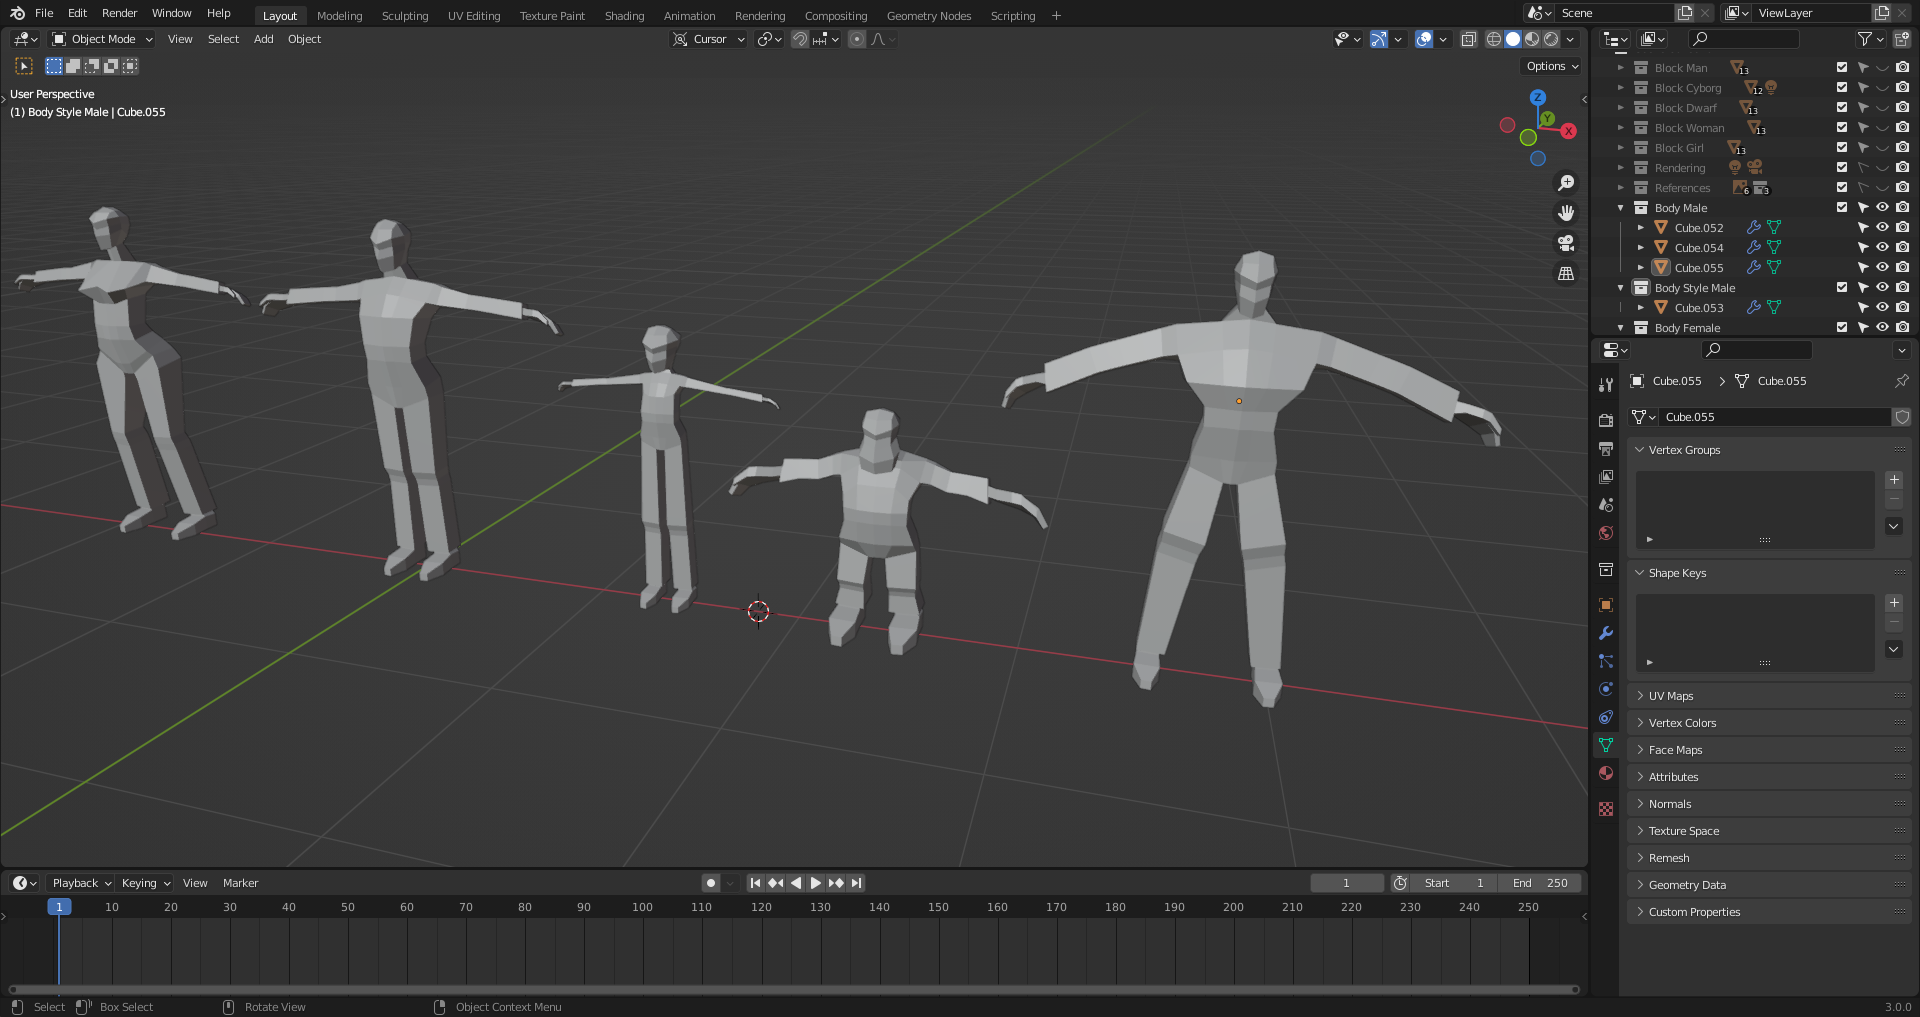 File Edit Render Window Help Layout Modeling Sculpting UV Editing Texture Paint Shading Animation Rendering Compositing Geometry Nodes Scripting + Scene ViewLayer
Object Mode View Select Add Object Cursor
Options
User Perspective
(1) Body Style Male | Cube.055
Z
Y
X
Block Man 13
Block Cyborg 12
Block Dwarf 13
Block Woman 13
Block Girl 13
Rendering
References 6 3
Body Male
Cube.052
Cube.054
Cube.055
Body Style Male
Cube.053
Body Female
Cube.055 > Cube.055
Cube.055
Vertex Groups
Shape Keys
UV Maps
Vertex Colors
Face Maps
Attributes
Normals
Texture Space
Remesh
Geometry Data
Custom Properties
Playback Keying View Marker 1 Start 1 End 250
1 10 20 30 40 50 60 70 80 90 100 110 120 130 140 150 160 170 180 190 200 210 220 230 240 250
Select Box Select Rotate View Object Context Menu 3.0.0